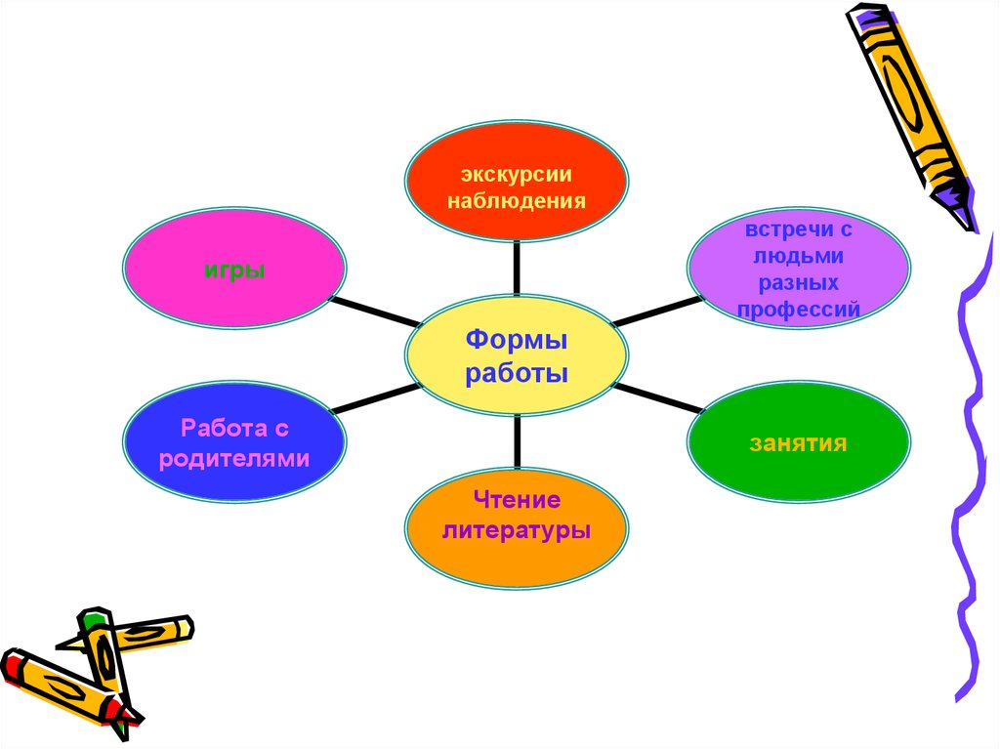 экскурсии
наблюдения
встречи с
людьми
разных
профессий
игры
Формы
работы
Работа с
родителями
занятия
Чтение
литературы